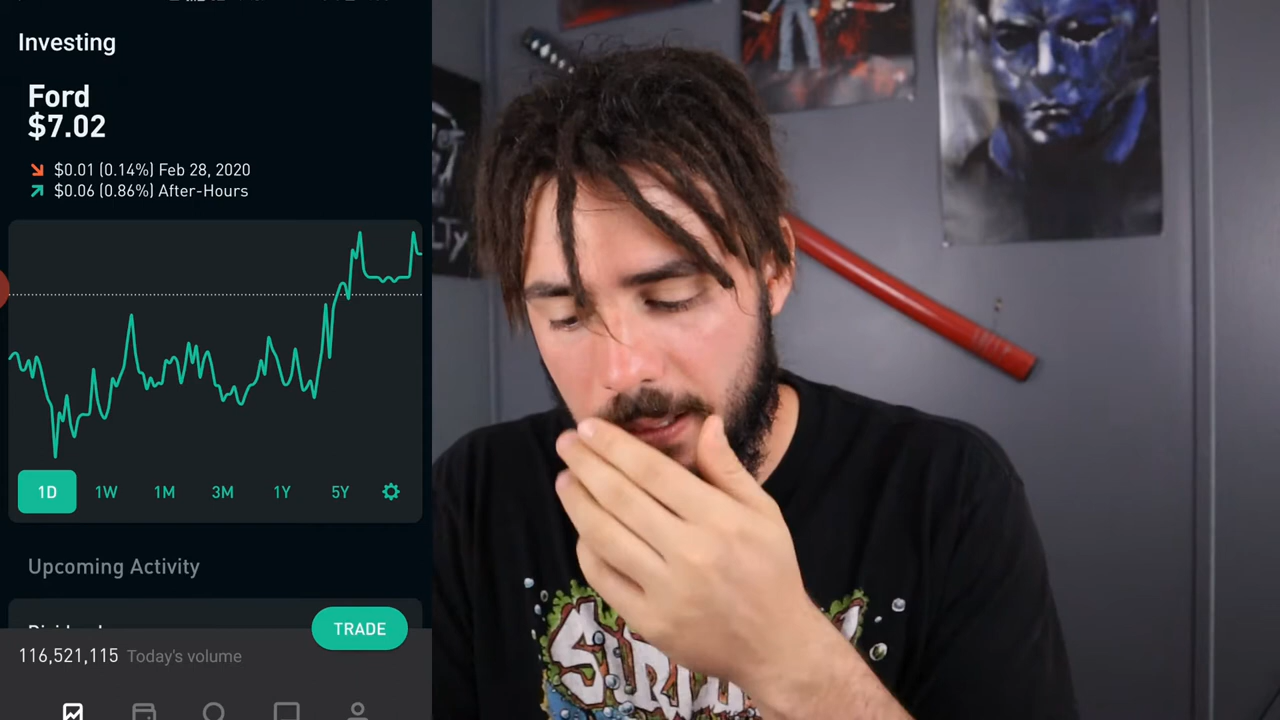 Investing
Ford
$7.02
$0.01 (0.14%) Feb 28, 2020
$0.06 (0.86%) After-Hours
1D 1W 1M 3M 1Y 5Y
Upcoming Activity
TRADE
116,521,115 Today's volume